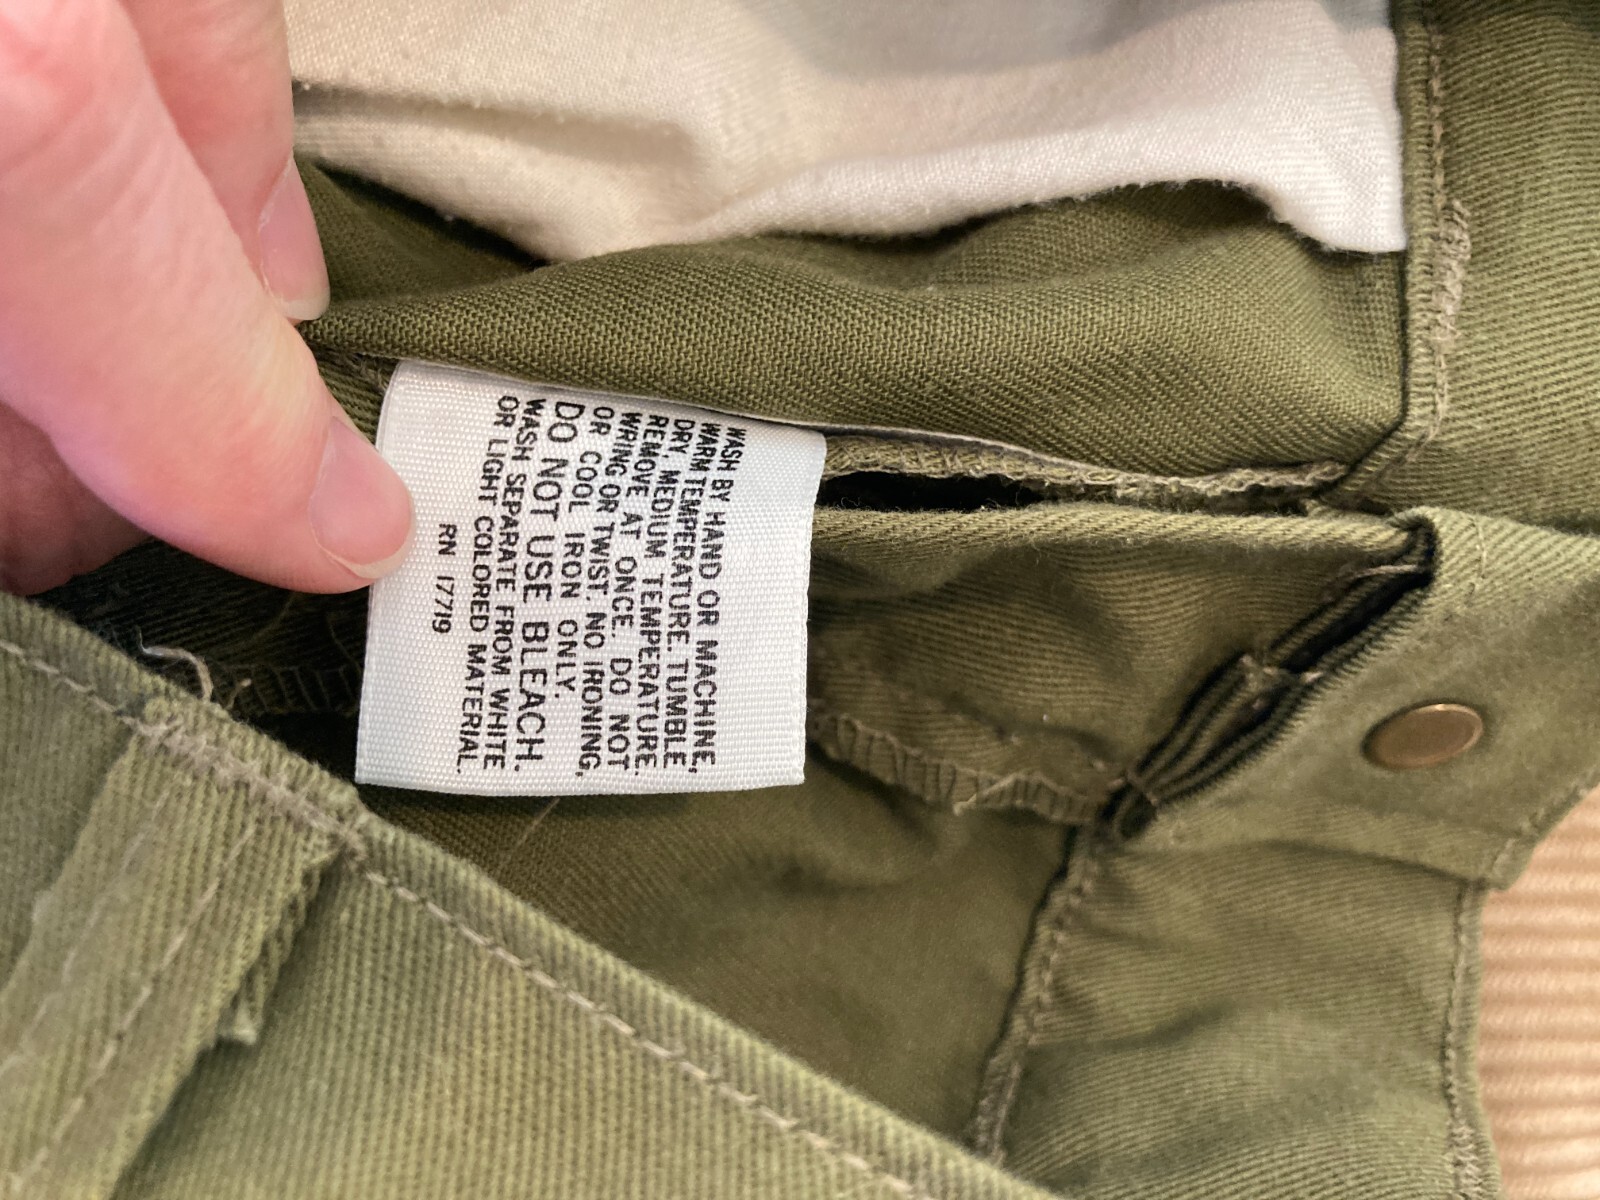 WASH BY HAND OR MACHINE,
WARM TEMPERATURE. TUMBLE
DRY, MEDIUM TEMPERATURE.
REMOVE AT ONCE. DO NOT
WRING OR TWIST. NO IRONING,
OR COOL IRON ONLY.
DO NOT USE BLEACH.
WASH SEPARATE FROM WHITE
OR LIGHT COLORED MATERIAL.
RN 17719